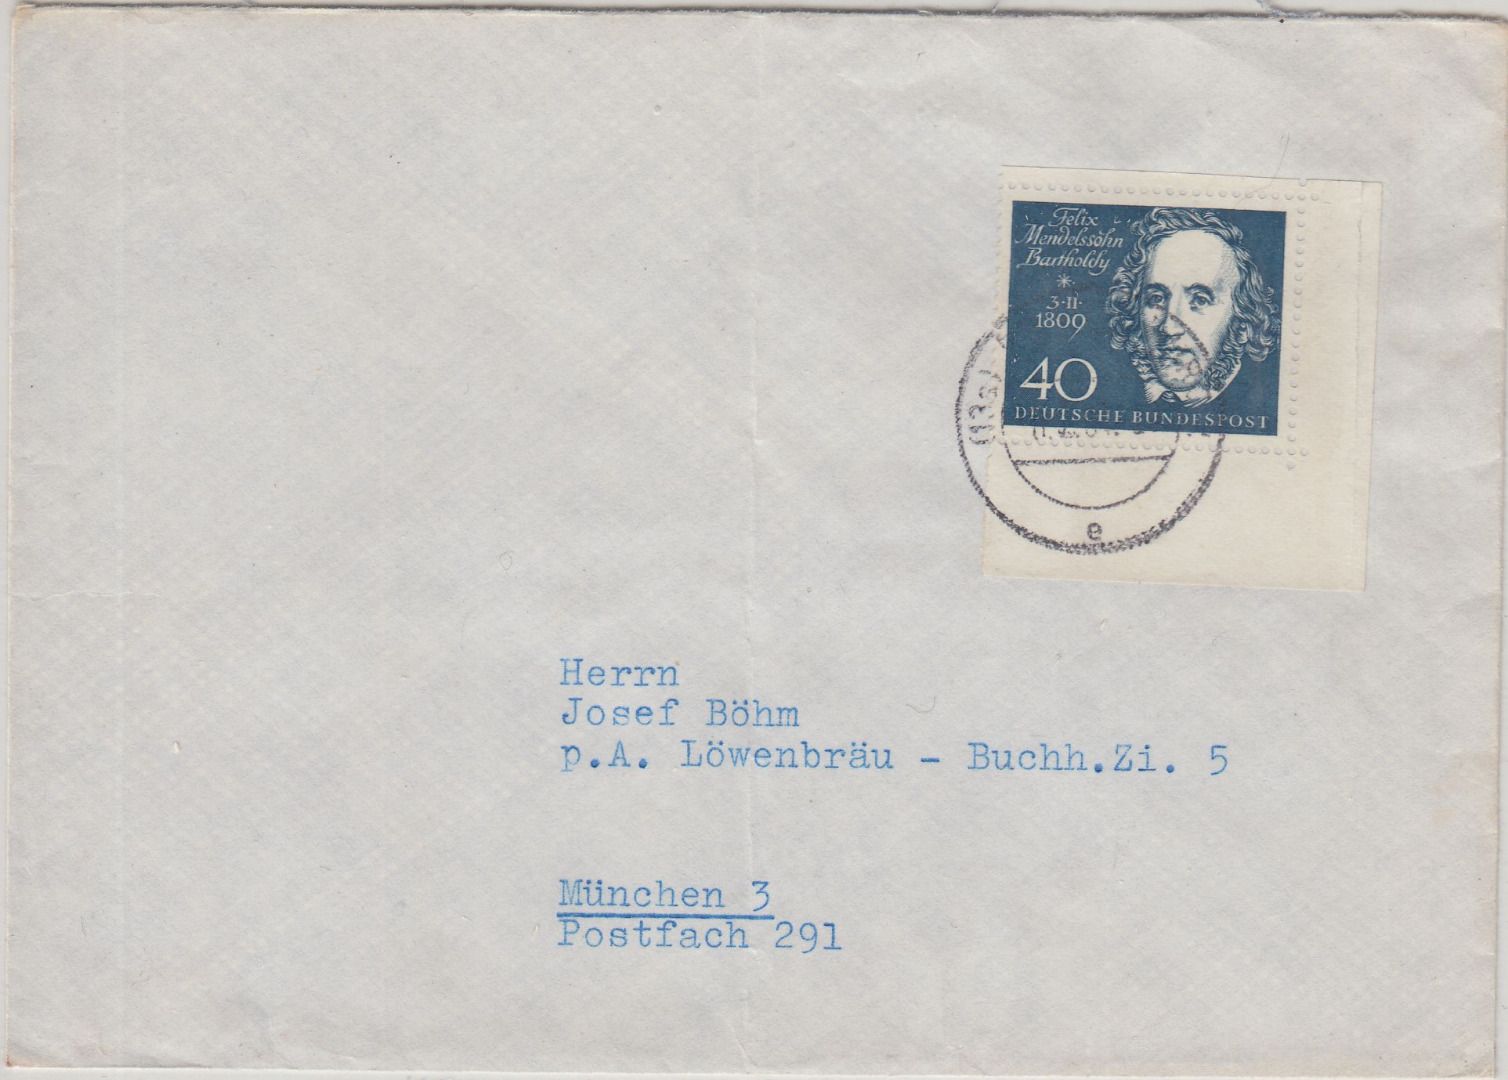 Felix
Mendelssohn
Bartholdy
* 3·II·
1809
40
DEUTSCHE BUNDESPOST
(13a)
e
Herrn
Josef Böhm
p.A. Löwenbräu - Buchh.Zi. 5
München 3
Postfach 291